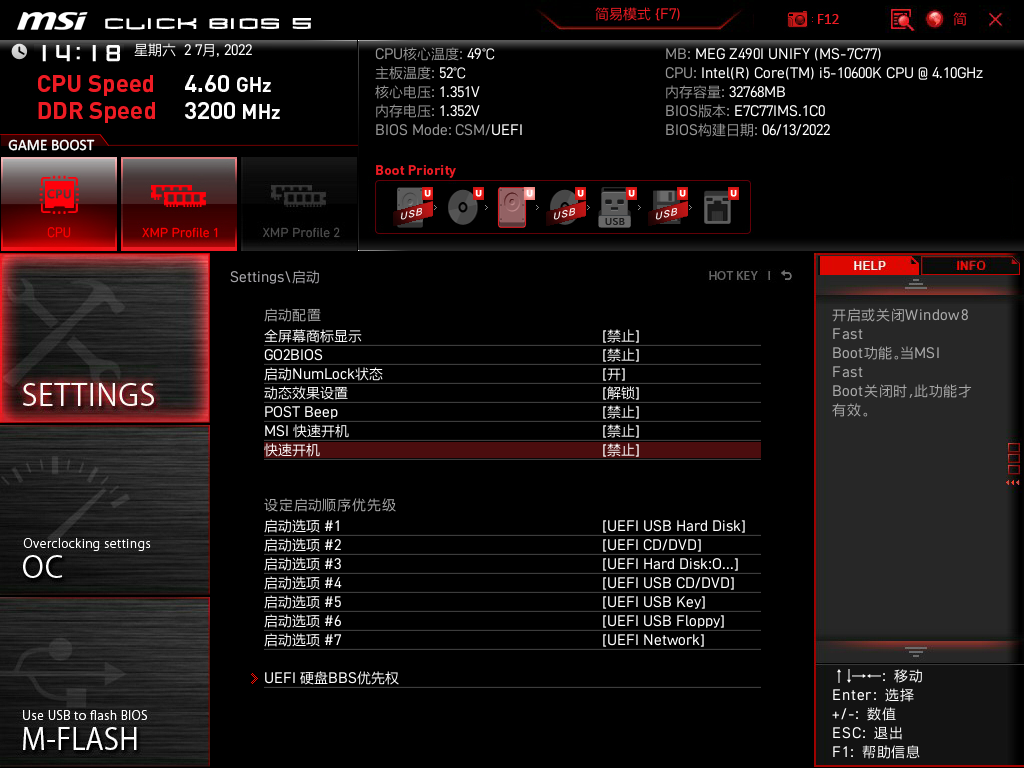 msi CLICK BIOS 5
简易模式 (F7)
F12
简
14:18 星期六 2 7月, 2022
CPU Speed 4.60 GHz
DDR Speed 3200 MHz
CPU核心温度: 49°C
主板温度: 52°C
核心电压: 1.351V
内存电压: 1.352V
BIOS Mode: CSM/UEFI
MB: MEG Z490I UNIFY (MS-7C77)
CPU: Intel(R) Core(TM) i5-10600K CPU @ 4.10GHz
内存容量: 32768MB
BIOS版本: E7C77IMS.1C0
BIOS构建日期: 06/13/2022
GAME BOOST
CPU
CPU
XMP Profile 1
XMP Profile 2
Boot Priority
U U U U U U U
USB USB USB USB
SETTINGS
Overclocking settings
OC
Use USB to flash BIOS
M-FLASH
Settings\启动
HOT KEY
启动配置
全屏幕商标显示 [禁止]
GO2BIOS [禁止]
启动NumLock状态 [开]
动态效果设置 [解锁]
POST Beep [禁止]
MSI 快速开机 [禁止]
快速开机 [禁止]
设定启动顺序优先级
启动选项 #1 [UEFI USB Hard Disk]
启动选项 #2 [UEFI CD/DVD]
启动选项 #3 [UEFI Hard Disk:O...]
启动选项 #4 [UEFI USB CD/DVD]
启动选项 #5 [UEFI USB Key]
启动选项 #6 [UEFI USB Floppy]
启动选项 #7 [UEFI Network]
UEFI 硬盘BBS优先权
HELP
INFO
开启或关闭Window8
Fast
Boot功能。当MSI
Fast
Boot关闭时,此功能才
有效。
↑↓→←: 移动
Enter: 选择
+/-: 数值
ESC: 退出
F1: 帮助信息